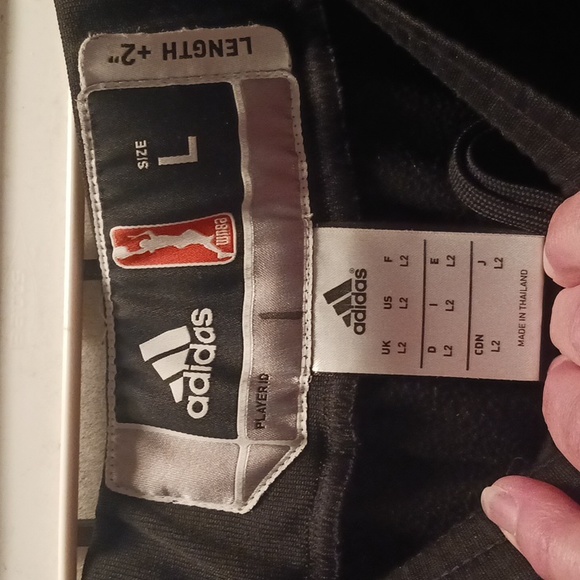 LENGTH +2"
SIZE
L
WNBA
adidas
PLAYER ID
adidas
UK US F
L2 L2 L2
D I E
L2 L2 L2
CDN J
L2 L2
MADE IN THAILAND